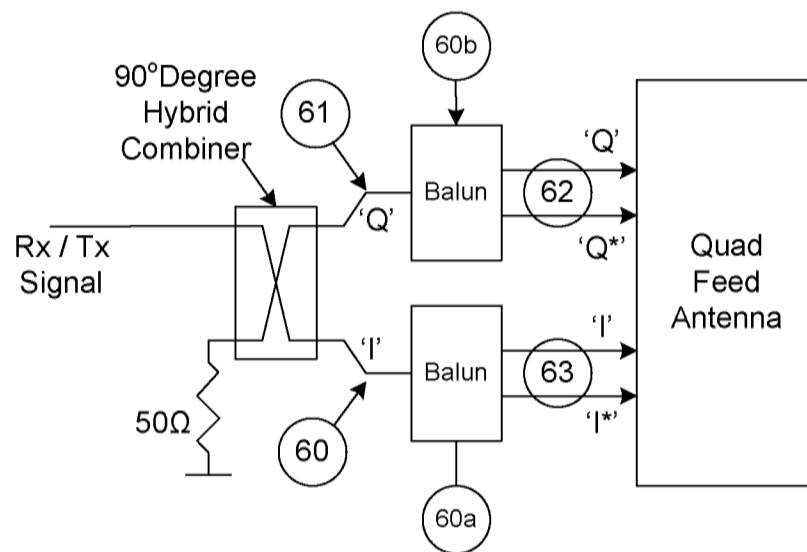 60b
90°Degree
Hybrid
Combiner
61
'Q'
Balun
'Q'
62
'Q*'
Rx / Tx
Signal
Quad
Feed
Antenna
'I'
Balun
'I'
63
'I*'
50Ω
60
60a